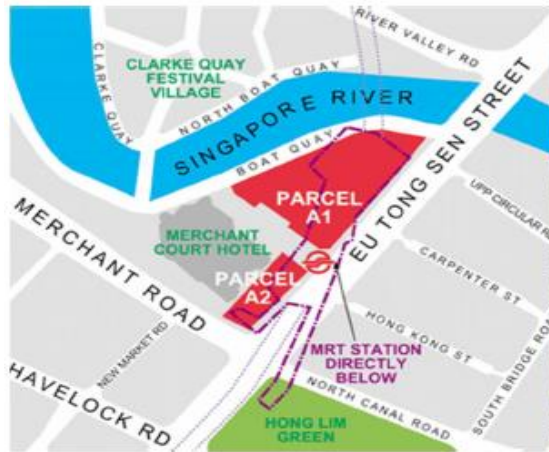 RIVER VALLEY RD
CLARKE QUAY
FESTIVAL
VILLAGE
CLARKE QUAY
NORTH BOAT QUAY
SINGAPORE RIVER
BOAT QUAY
EU TONG SEN STREET
PARCEL
A1
UPP CIRCULAR RD
MERCHANT
COURT HOTEL
MERCHANT ROAD
PARCEL
A2
CARPENTER ST
HONG KONG ST
NEW MARKET RD
MRT STATION
DIRECTLY
BELOW
SOUTH BRIDGE ROAD
HAVELOCK RD
NORTH CANAL ROAD
HONG LIM
GREEN